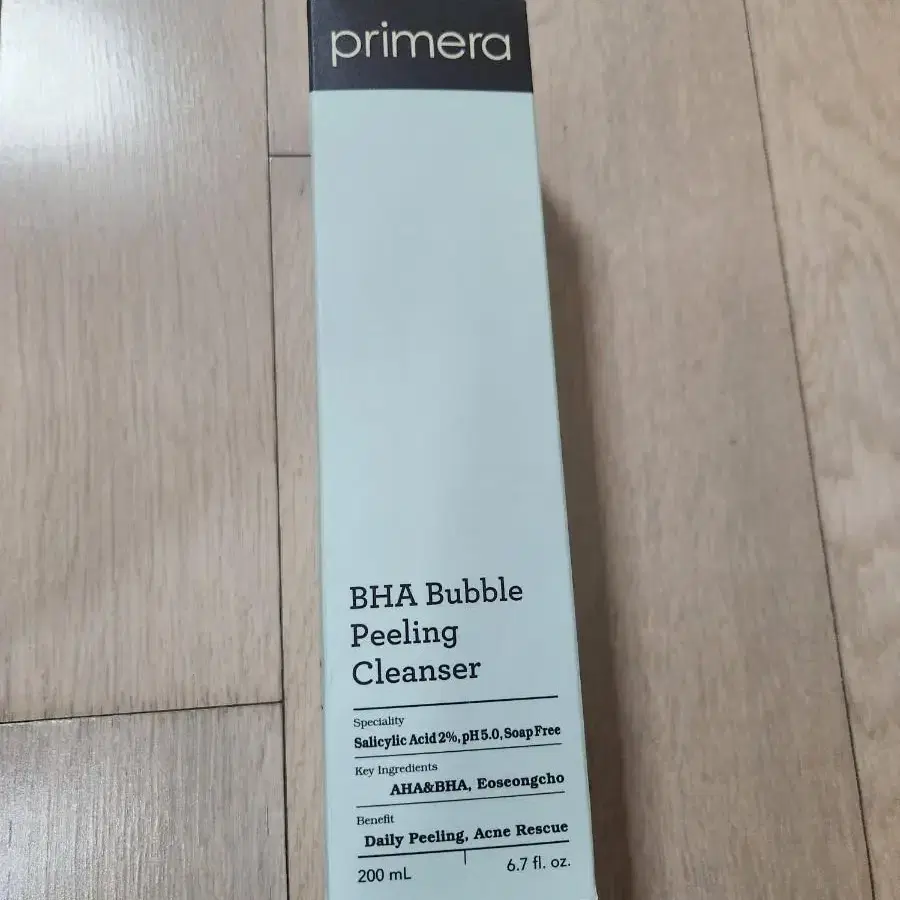 primera
BHA Bubble
Peeling
Cleanser
Speciality
Salicylic Acid 2%, pH 5.0, Soap Free
Key Ingredients
AHA&BHA, Eoseongcho
Benefit
Daily Peeling, Acne Rescue
200 mL 6.7 fl. oz.